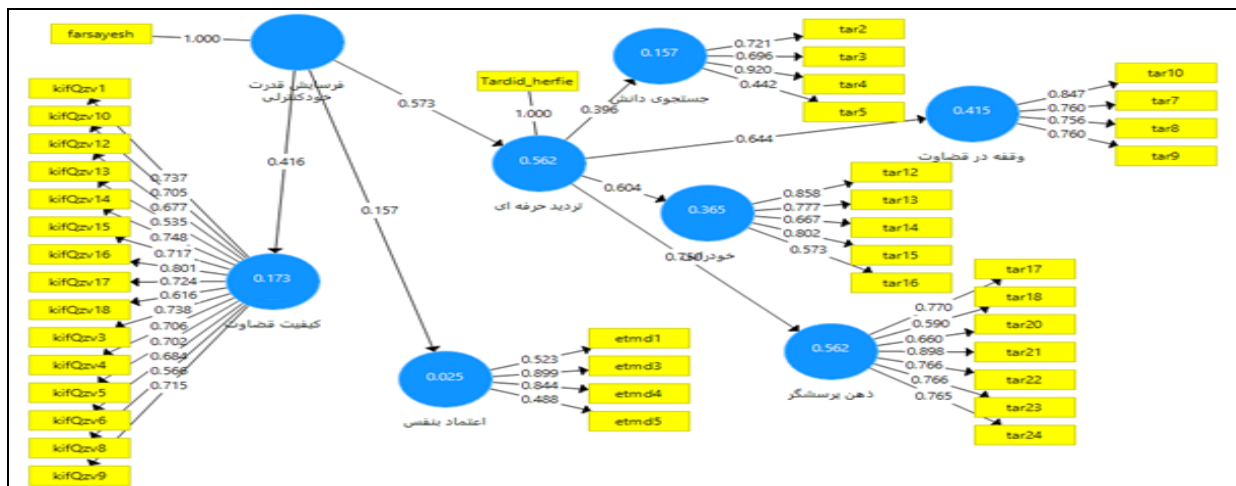 farsayesh
1.000
فرسایش قدرت
خودکنترلی
kifQzv1
kifQzv10
kifQzv12
kifQzv13
kifQzv14
kifQzv15
kifQzv16
kifQzv17
kifQzv18
kifQzv3
kifQzv4
kifQzv5
kifQzv6
kifQzv8
kifQzv9
0.737
0.705
0.677
0.535
0.748
0.717
0.801
0.724
0.616
0.738
0.706
0.702
0.684
0.566
0.715
0.416
0.173
کیفیت قضاوت
0.157
0.025
اعتماد بنفس
0.523
0.899
0.844
0.488
etmd1
etmd3
etmd4
etmd5
0.573
Tardid_herfie
1.000
0.562
تردید حرفه ای
0.396
0.157
جستجوی دانش
0.721
0.696
0.920
0.442
tar2
tar3
tar4
tar5
0.644
0.415
وقفه در قضاوت
0.847
0.760
0.756
0.760
tar10
tar7
tar8
tar9
0.604
0.365
خودرایی
0.858
0.777
0.667
0.802
0.573
tar12
tar13
tar14
tar15
tar16
0.750
0.562
ذهن پرسشگر
0.770
0.590
0.660
0.898
0.766
0.766
0.765
tar17
tar18
tar20
tar21
tar22
tar23
tar24